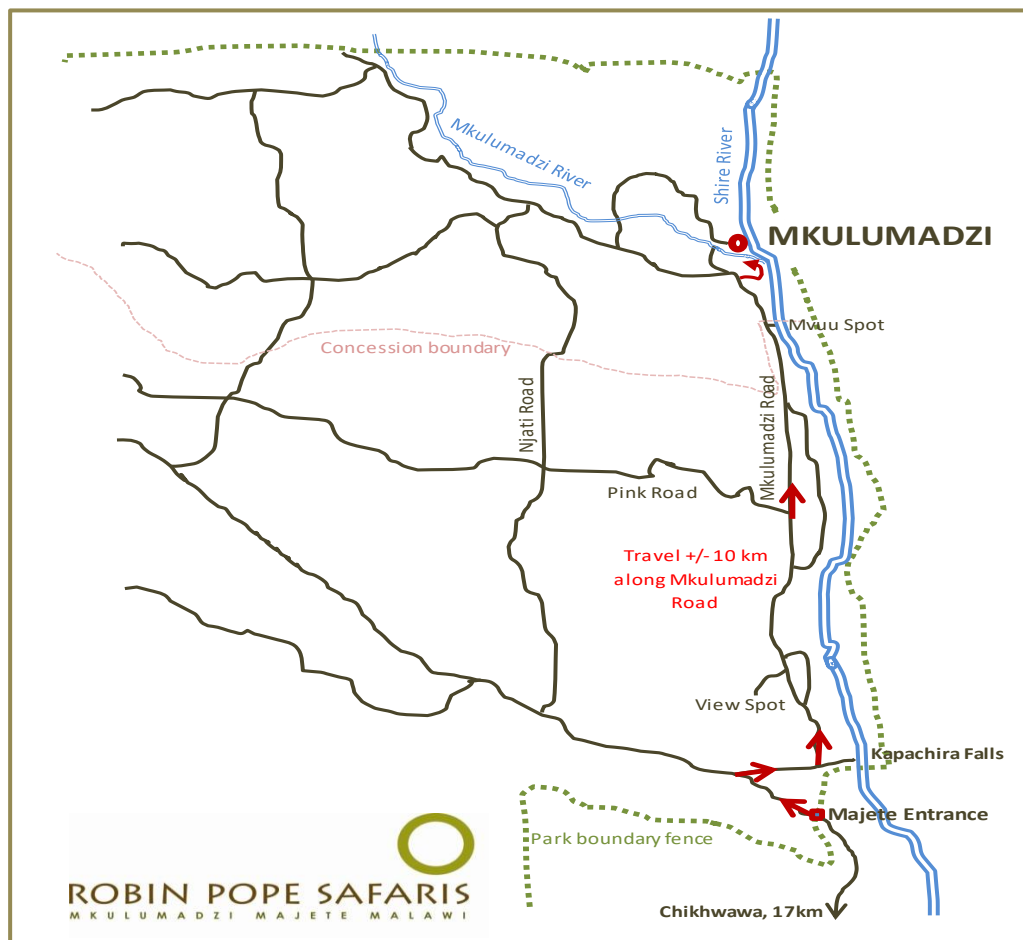 Mkulumadzi River
Shire River
MKULUMADZI
Mvuu Spot
Concession boundary
Njati Road
Mkulumadzi Road
Pink Road
Travel +/- 10 km
along Mkulumadzi
Road
View Spot
Kapachira Falls
Majete Entrance
Park boundary fence
ROBIN POPE SAFARIS
MKULUMADZI MAJETE MALAWI
Chikhwawa, 17km